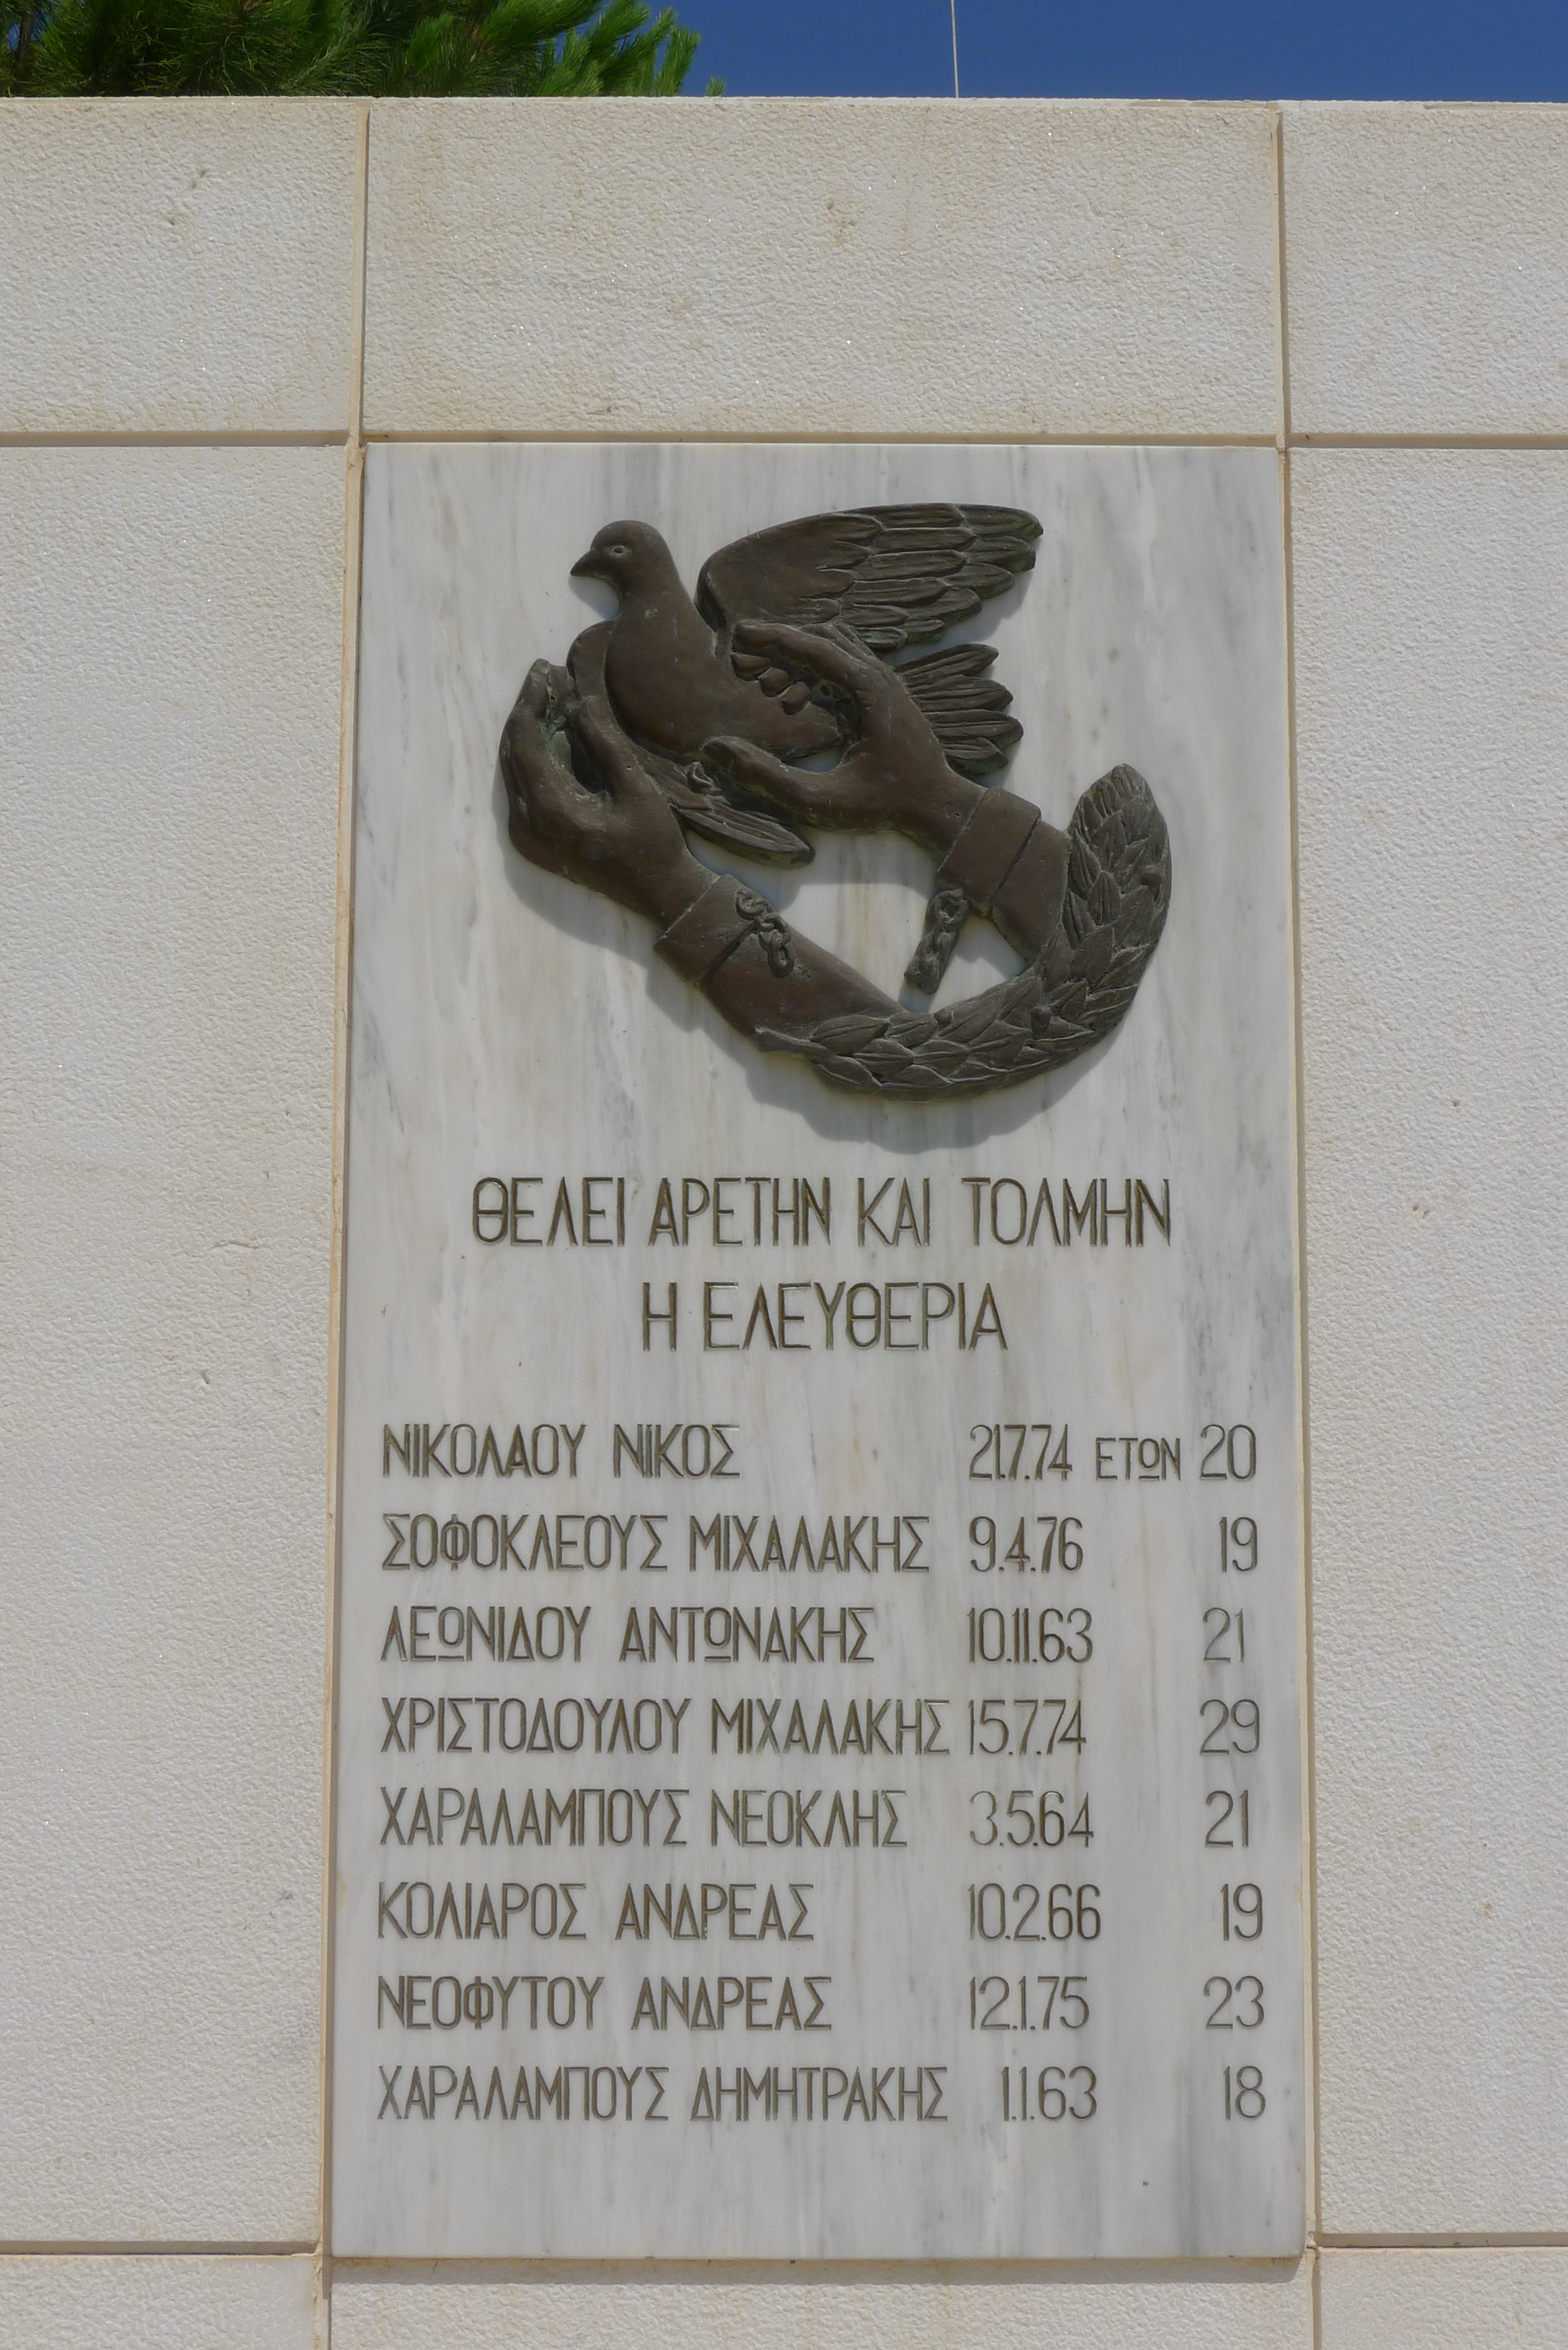 ΘΕΛΕΙ ΑΡΕΤΗΝ ΚΑΙ ΤΟΛΜΗΝ
Η ΕΛΕΥΘΕΡΙΑ
ΝΙΚΟΛΑΟΥ ΝΙΚΟΣ 21.7.74 ΕΤΩΝ 20
ΣΟΦΟΚΛΕΟΥΣ ΜΙΧΑΛΑΚΗΣ 9.4.76 19
ΛΕΩΝΙΔΟΥ ΑΝΤΩΝΑΚΗΣ 10.11.63 21
ΧΡΙΣΤΟΔΟΥΛΟΥ ΜΙΧΑΛΑΚΗΣ 15.7.74 29
ΧΑΡΑΛΑΜΠΟΥΣ ΝΕΟΚΛΗΣ 3.5.64 21
ΚΟΛΙΑΡΟΣ ΑΝΔΡΕΑΣ 10.2.66 19
ΝΕΟΦΥΤΟΥ ΑΝΔΡΕΑΣ 12.1.75 23
ΧΑΡΑΛΑΜΠΟΥΣ ΔΗΜΗΤΡΑΚΗΣ 1.1.63 18